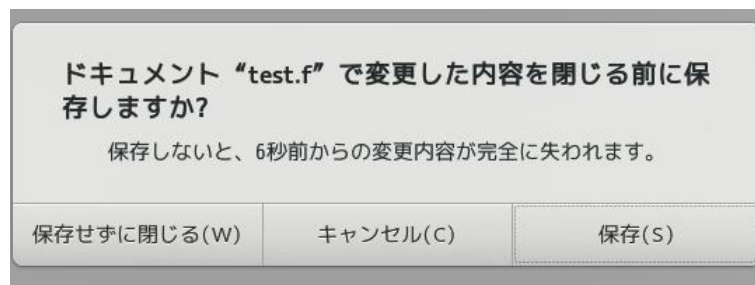 ドキュメント “test.f” で変更した内容を閉じる前に保
存しますか?
保存しないと、6秒前からの変更内容が完全に失われます。
保存せずに閉じる(W)
キャンセル(C)
保存(S)